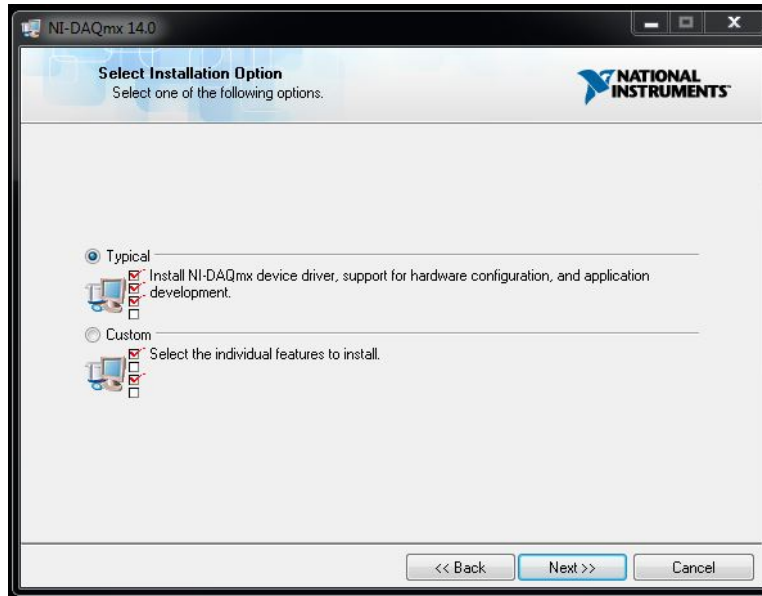 NI-DAQmx 14.0
Select Installation Option
Select one of the following options.
NATIONAL
INSTRUMENTS™
Typical
Install NI-DAQmx device driver, support for hardware configuration, and application
development.
Custom
Select the individual features to install.
<< Back
Next >>
Cancel